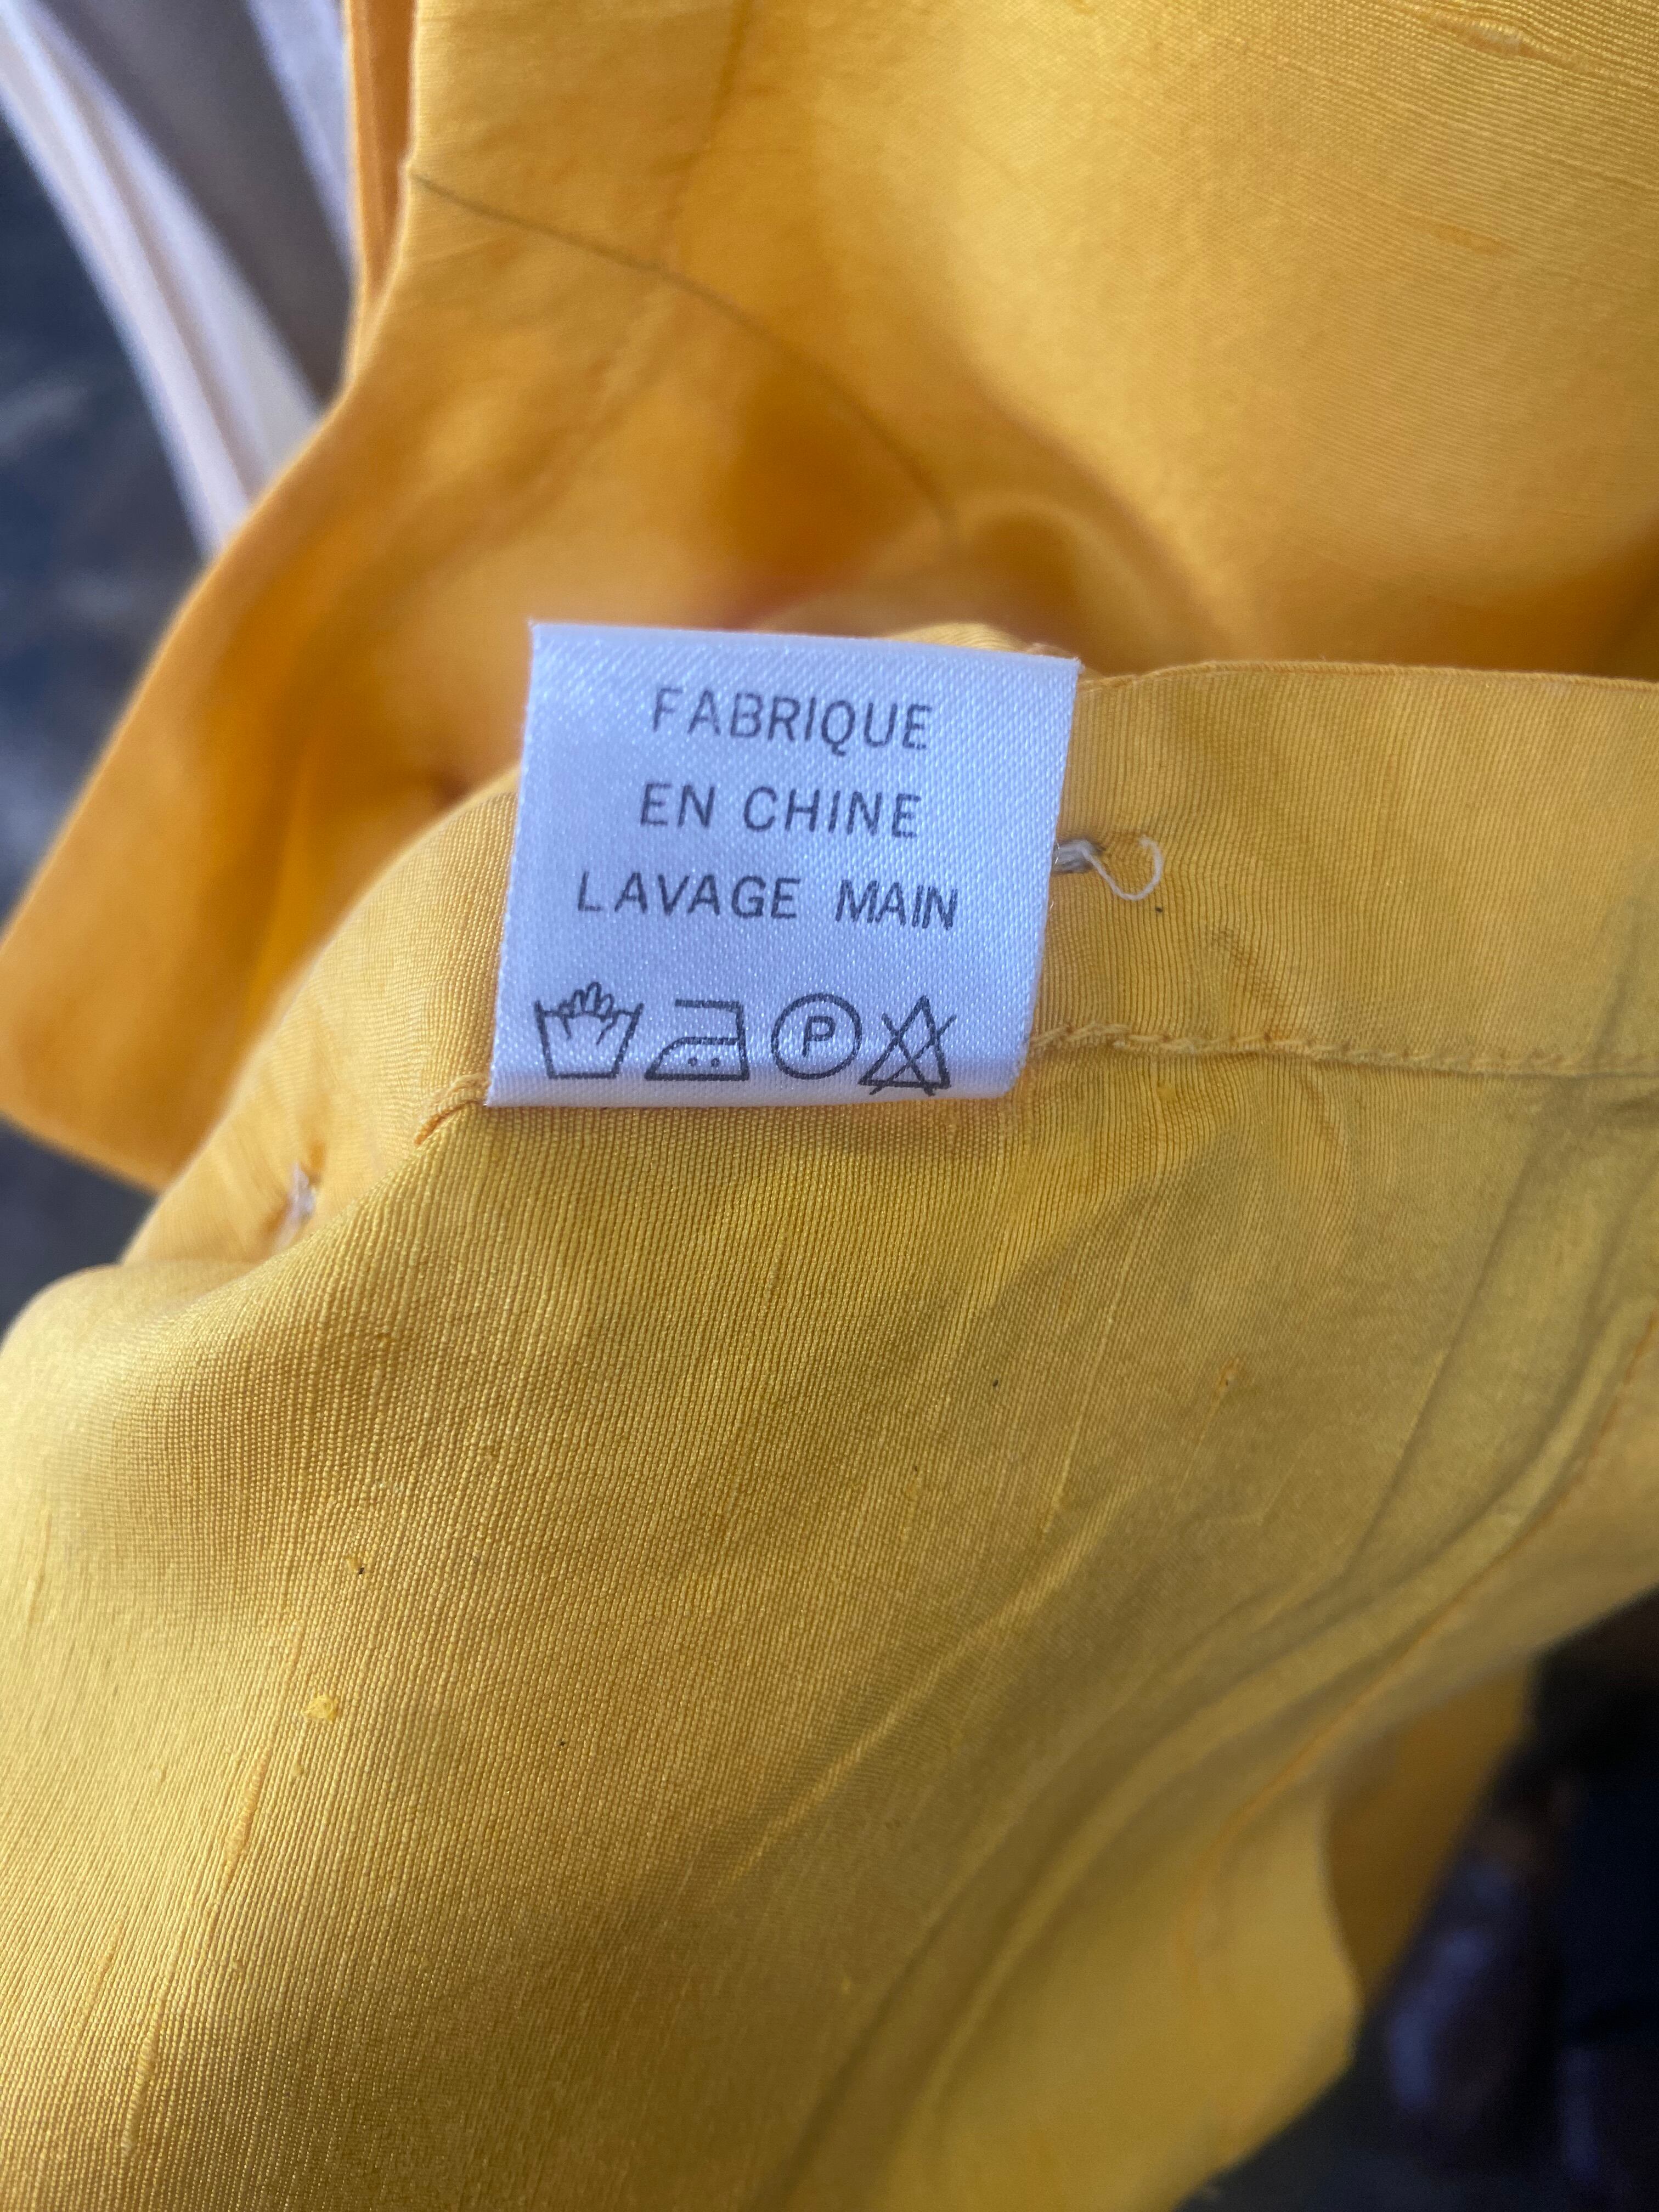 FABRIQUE
EN CHINE
LAVAGE MAIN
P